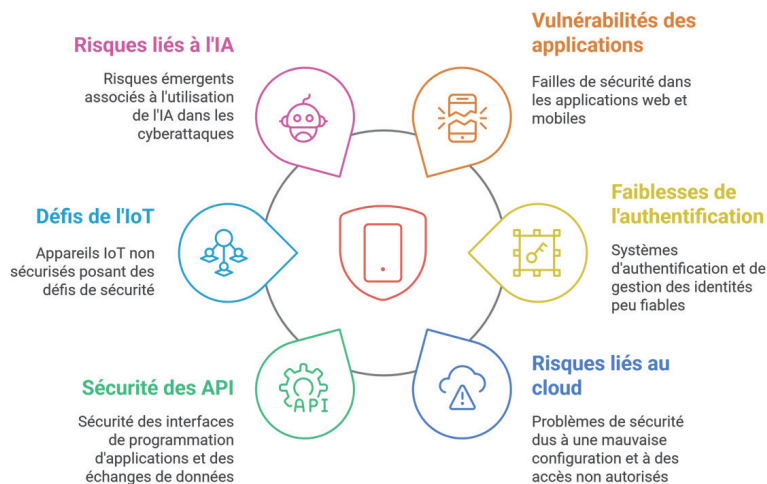 Risques liés à l'IA
Risques émergents
associés à l'utilisation
de l'IA dans les
cyberattaques
Vulnérabilités des
applications
Failles de sécurité dans
les applications web et
mobiles
Défis de l'IoT
Appareils IoT non
sécurisés posant des
défis de sécurité
Faiblesses de
l'authentification
Systèmes
d'authentification et de
gestion des identités
peu fiables
Sécurité des API
Sécurité des interfaces
de programmation
d'applications et des
échanges de données
API
Risques liés au
cloud
Problèmes de sécurité
dus à une mauvaise
configuration et à des
accès non autorisés